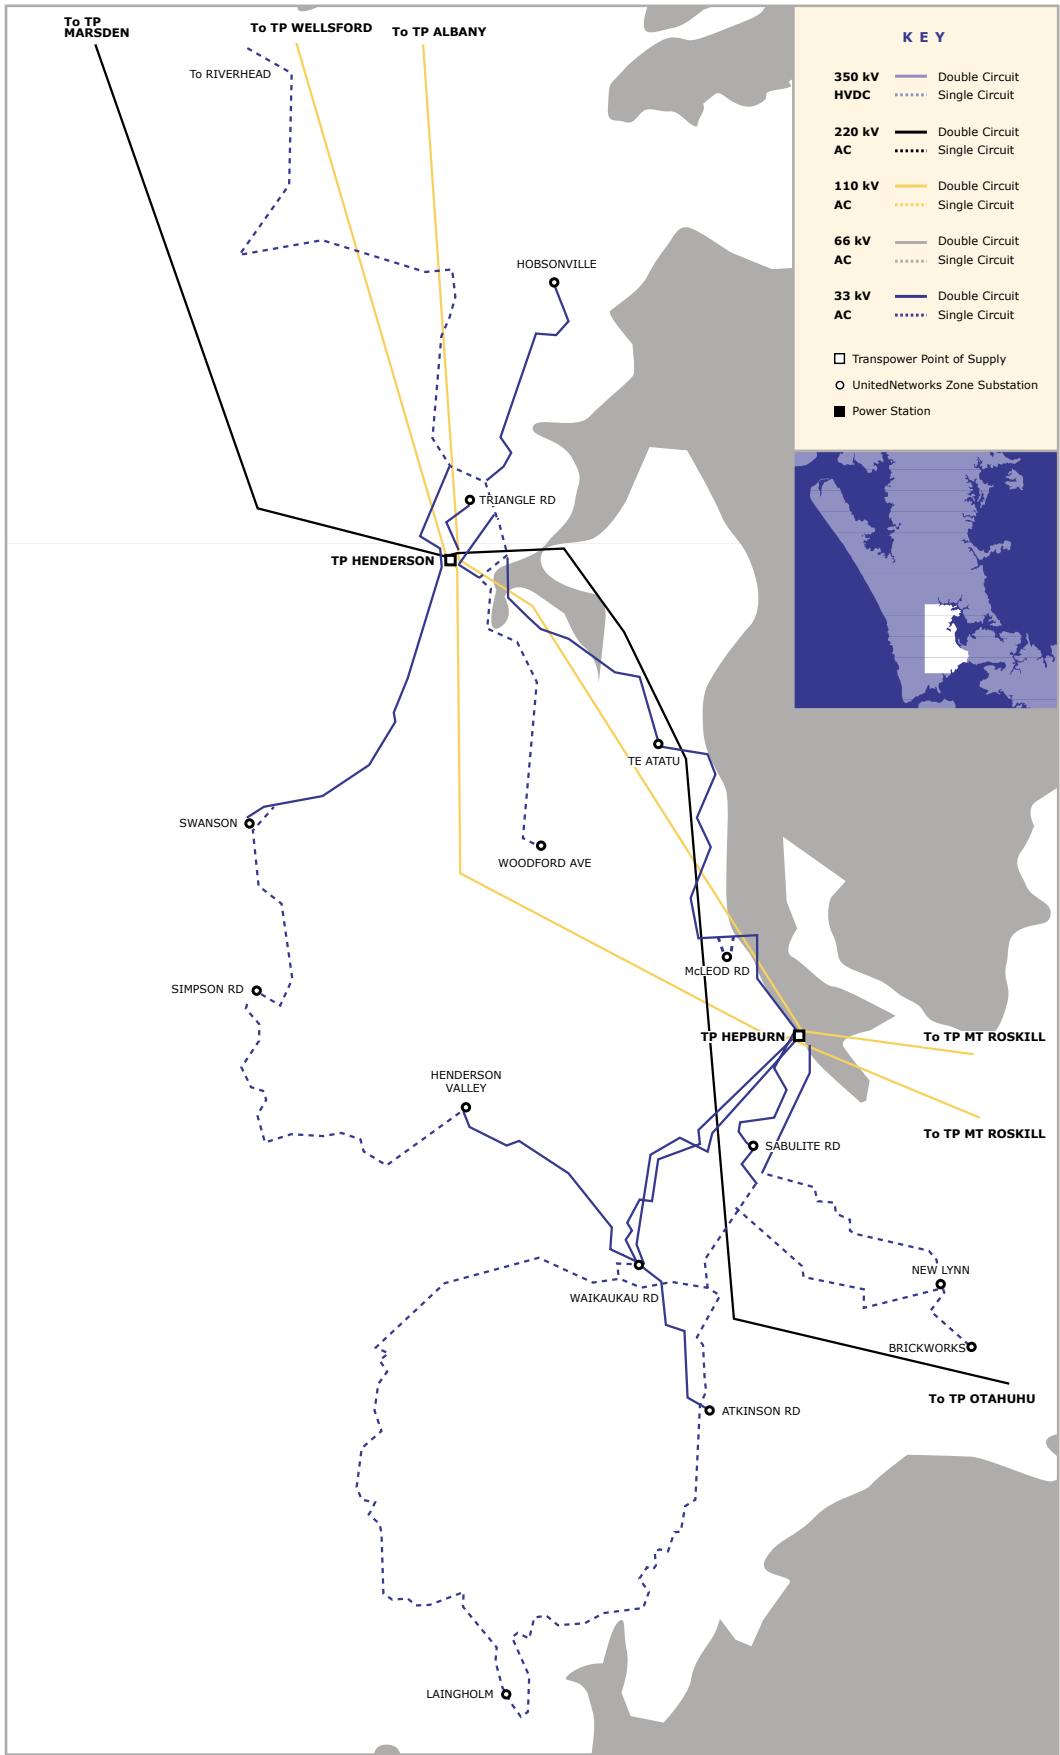 To TP
MARSDEN
To TP WELLSFORD
To TP ALBANY
To RIVERHEAD
KEY
350 kV Double Circuit
HVDC Single Circuit
220 kV Double Circuit
AC Single Circuit
110 kV Double Circuit
AC Single Circuit
66 kV Double Circuit
AC Single Circuit
33 kV Double Circuit
AC Single Circuit
Transpower Point of Supply
UnitedNetworks Zone Substation
Power Station
HOBSONVILLE
TRIANGLE RD
TP HENDERSON
TE ATATU
SWANSON
WOODFORD AVE
McLEOD RD
SIMPSON RD
TP HEPBURN
To TP MT ROSKILL
HENDERSON
VALLEY
To TP MT ROSKILL
SABULITE RD
NEW LYNN
WAIKAUKAU RD
BRICKWORKS
To TP OTAHUHU
ATKINSON RD
LAINGHOLM